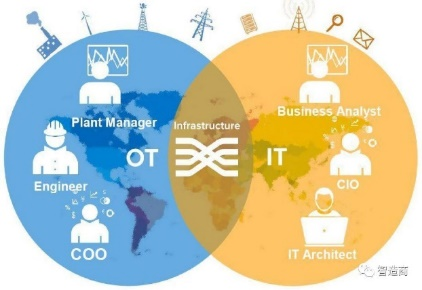 Plant Manager
Infrastructure
Business Analyst
OT
IT
Engineer
CIO
COO
IT Architect
智造商